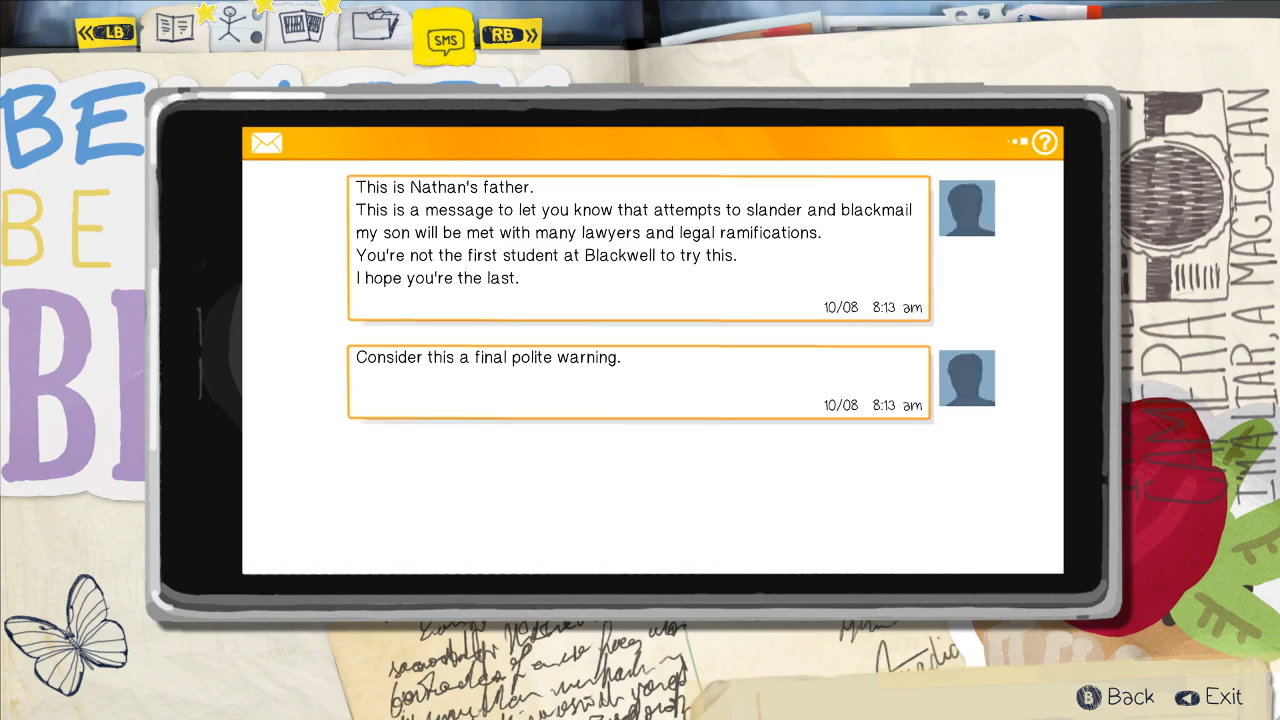 LB
SMS
RB
BE
BE
This is Nathan's father.
This is a message to let you know that attempts to slander and blackmail
my son will be met with many lawyers and legal ramifications.
You're not the first student at Blackwell to try this.
I hope you're the last.
10/08 8:13 am
Consider this a final polite warning.
10/08 8:13 am
I'M A LIAR, A MAGICIAN
B Back
Exit